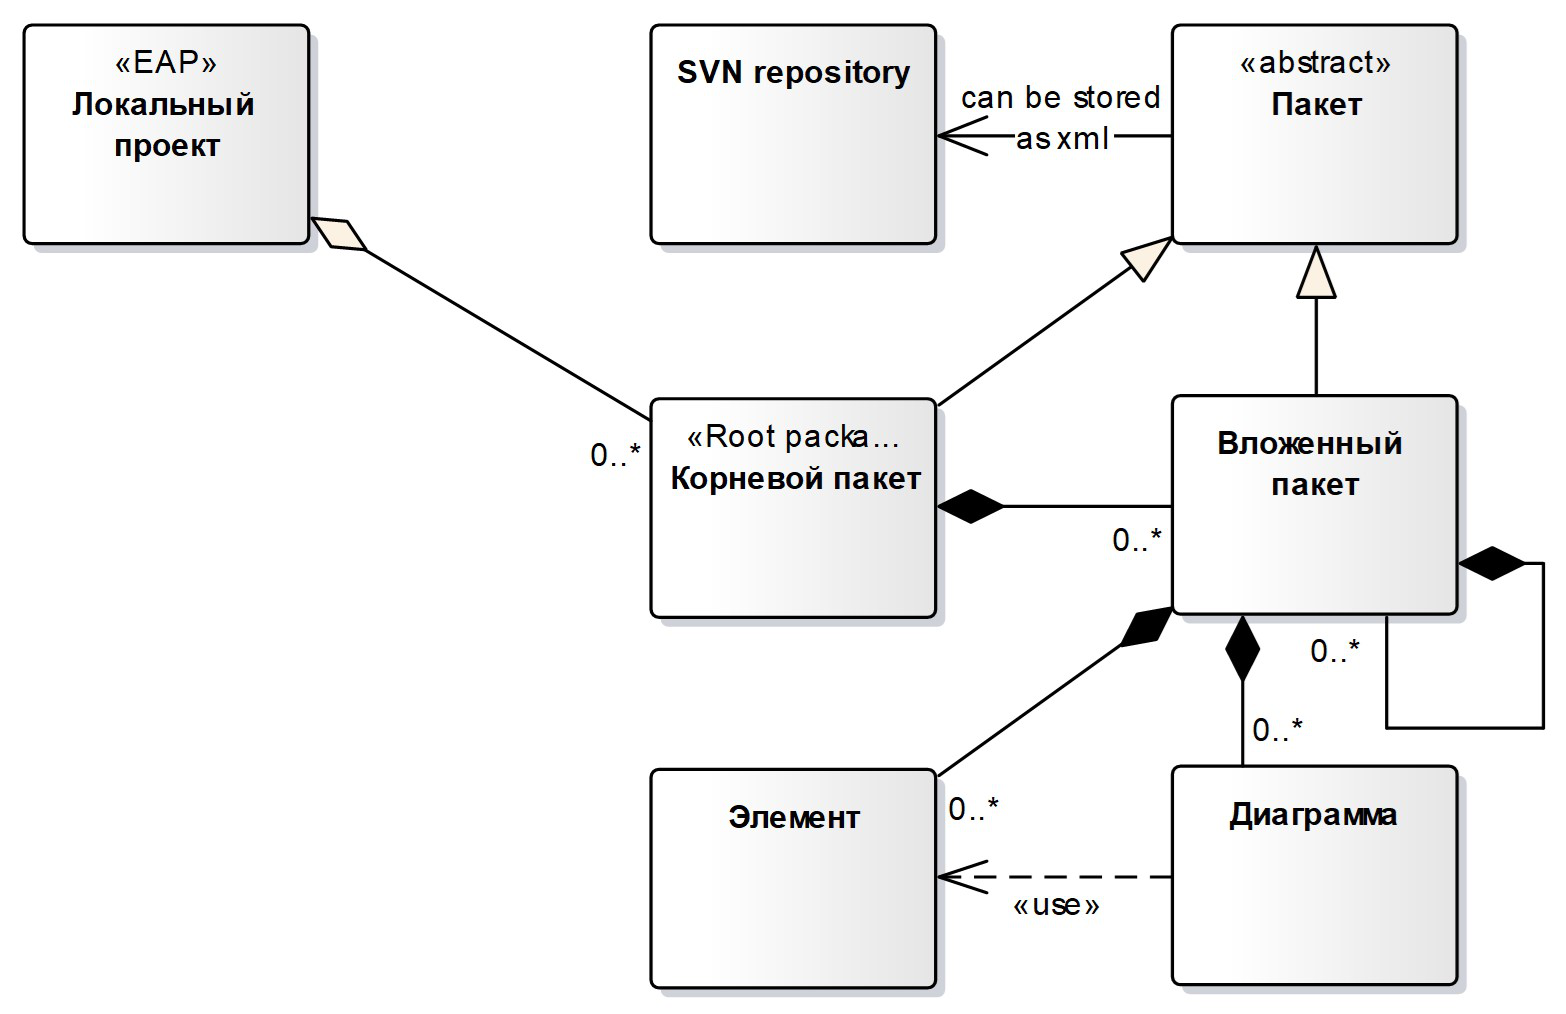 «EAP»
Локальный
проект
SVN repository
can be stored
as xml
«abstract»
Пакет
0..*
«Root packa...
Корневой пакет
0..*
Вложенный
пакет
0..*
0..*
Элемент
0..*
«use»
Диаграмма